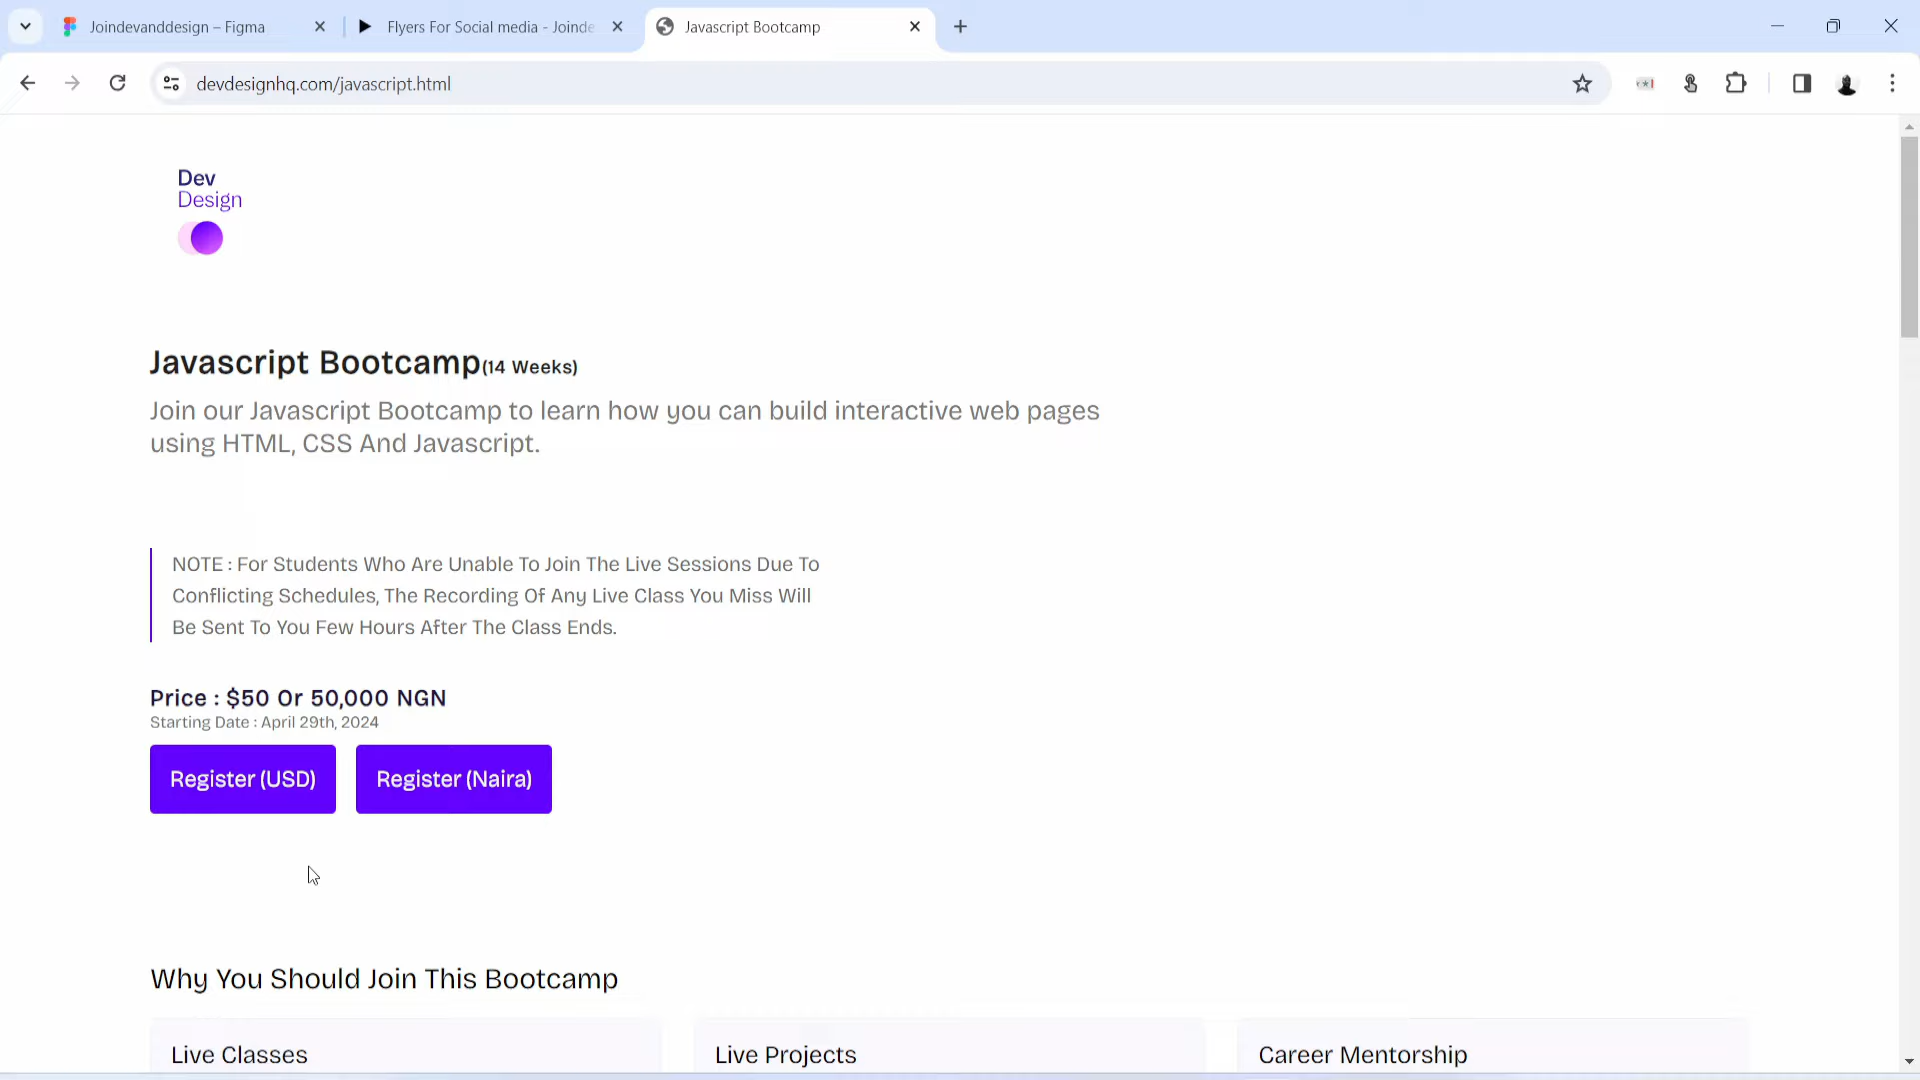 Joindevanddesign – Figma
Flyers For Social media - Joinde
Javascript Bootcamp
devdesignhq.com/javascript.html
Dev
Design
Javascript Bootcamp(14 Weeks)
Join our Javascript Bootcamp to learn how you can build interactive web pages
using HTML, CSS And Javascript.
NOTE : For Students Who Are Unable To Join The Live Sessions Due To
Conflicting Schedules, The Recording Of Any Live Class You Miss Will
Be Sent To You Few Hours After The Class Ends.
Price : $50 Or 50,000 NGN
Starting Date : April 29th, 2024
Register (USD) Register (Naira)
Why You Should Join This Bootcamp
Live Classes Live Projects Career Mentorship